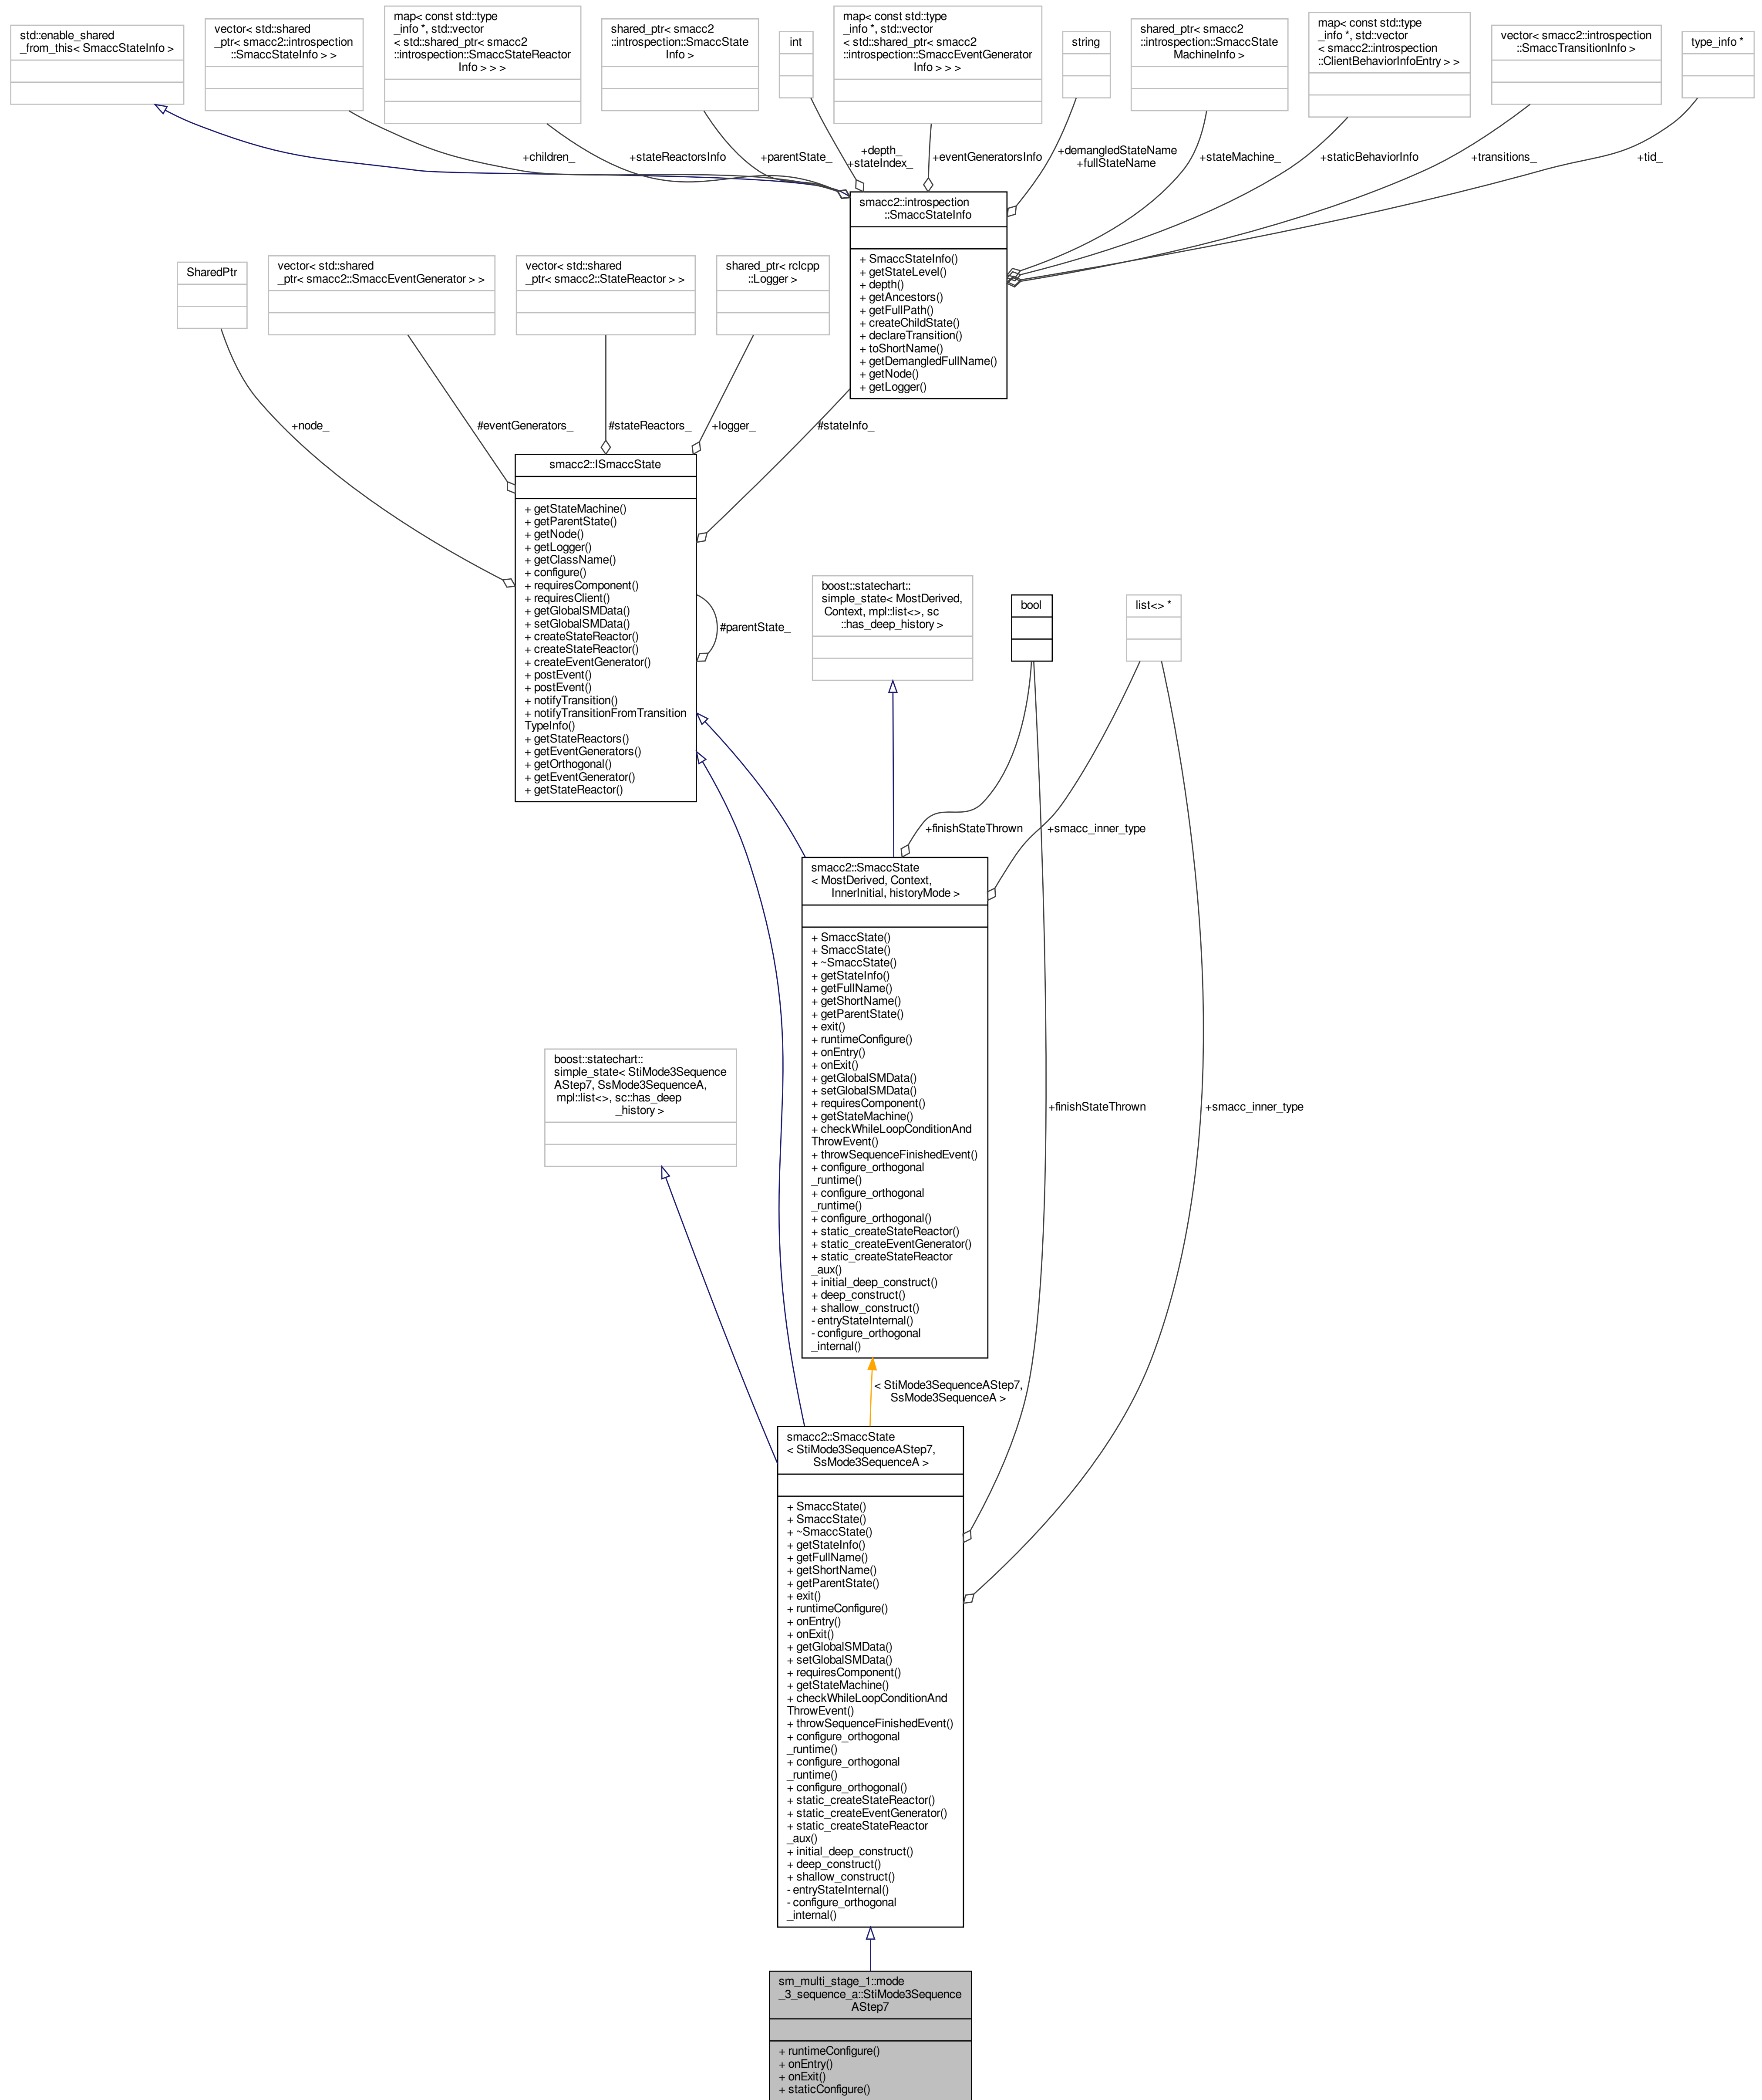 std::enable_shared
_from_this< SmaccStateInfo >
vector< std::shared
_ptr< smacc2::introspection
::SmaccStateInfo > >
map< const std::type
_info *, std::vector
< std::shared_ptr< smacc2
::introspection::SmaccStateReactor
Info > > >
shared_ptr< smacc2
::introspection::SmaccState
Info >
int
map< const std::type
_info *, std::vector
< std::shared_ptr< smacc2
::introspection::SmaccEventGenerator
Info > > >
string
shared_ptr< smacc2
::introspection::SmaccState
MachineInfo >
map< const std::type
_info *, std::vector
< smacc2::introspection
::ClientBehaviorInfoEntry > >
vector< smacc2::introspection
::SmaccTransitionInfo >
type_info *
+children_
+stateReactorsInfo
+parentState_
+depth_
+stateIndex_
+eventGeneratorsInfo
+demangledStateName
+fullStateName
+stateMachine_
+staticBehaviorInfo
+transitions_
+tid_
smacc2::introspection
::SmaccStateInfo
+ SmaccStateInfo()
+ getStateLevel()
+ depth()
+ getAncestors()
+ getFullPath()
+ createChildState()
+ declareTransition()
+ toShortName()
+ getDemangledFullName()
+ getNode()
+ getLogger()
SharedPtr
vector< std::shared
_ptr< smacc2::SmaccEventGenerator > >
vector< std::shared
_ptr< smacc2::StateReactor > >
shared_ptr< rclcpp
::Logger >
+node_
#eventGenerators_
#stateReactors_
+logger_
#stateInfo_
smacc2::ISmaccState
+ getStateMachine()
+ getParentState()
+ getNode()
+ getLogger()
+ getClassName()
+ configure()
+ requiresComponent()
+ requiresClient()
+ getGlobalSMData()
+ setGlobalSMData()
+ createStateReactor()
+ createStateReactor()
+ createEventGenerator()
+ postEvent()
+ postEvent()
+ notifyTransition()
+ notifyTransitionFromTransition
TypeInfo()
+ getStateReactors()
+ getEventGenerators()
+ getOrthogonal()
+ getEventGenerator()
+ getStateReactor()
#parentState_
boost::statechart::
simple_state< MostDerived,
Context, mpl::list<>, sc
::has_deep_history >
bool
list<> *
+finishStateThrown
+smacc_inner_type
smacc2::SmaccState
< MostDerived, Context,
InnerInitial, historyMode >
+ SmaccState()
+ SmaccState()
+ ~SmaccState()
+ getStateInfo()
+ getFullName()
+ getShortName()
+ getParentState()
+ exit()
+ runtimeConfigure()
+ onEntry()
+ onExit()
+ getGlobalSMData()
+ setGlobalSMData()
+ requiresComponent()
+ getStateMachine()
+ checkWhileLoopConditionAnd
ThrowEvent()
+ throwSequenceFinishedEvent()
+ configure_orthogonal
_runtime()
+ configure_orthogonal
_runtime()
+ configure_orthogonal()
+ static_createStateReactor()
+ static_createEventGenerator()
+ static_createStateReactor
_aux()
+ initial_deep_construct()
+ deep_construct()
+ shallow_construct()
- entryStateInternal()
- configure_orthogonal
_internal()
boost::statechart::
simple_state< StiMode3Sequence
AStep7, SsMode3SequenceA,
mpl::list<>, sc::has_deep
_history >
+finishStateThrown
+smacc_inner_type
< StiMode3SequenceAStep7,
SsMode3SequenceA >
smacc2::SmaccState
< StiMode3SequenceAStep7,
SsMode3SequenceA >
+ SmaccState()
+ SmaccState()
+ ~SmaccState()
+ getStateInfo()
+ getFullName()
+ getShortName()
+ getParentState()
+ exit()
+ runtimeConfigure()
+ onEntry()
+ onExit()
+ getGlobalSMData()
+ setGlobalSMData()
+ requiresComponent()
+ getStateMachine()
+ checkWhileLoopConditionAnd
ThrowEvent()
+ throwSequenceFinishedEvent()
+ configure_orthogonal
_runtime()
+ configure_orthogonal
_runtime()
+ configure_orthogonal()
+ static_createStateReactor()
+ static_createEventGenerator()
+ static_createStateReactor
_aux()
+ initial_deep_construct()
+ deep_construct()
+ shallow_construct()
- entryStateInternal()
- configure_orthogonal
_internal()
sm_multi_stage_1::mode
_3_sequence_a::StiMode3Sequence
AStep7
+ runtimeConfigure()
+ onEntry()
+ onExit()
+ staticConfigure()